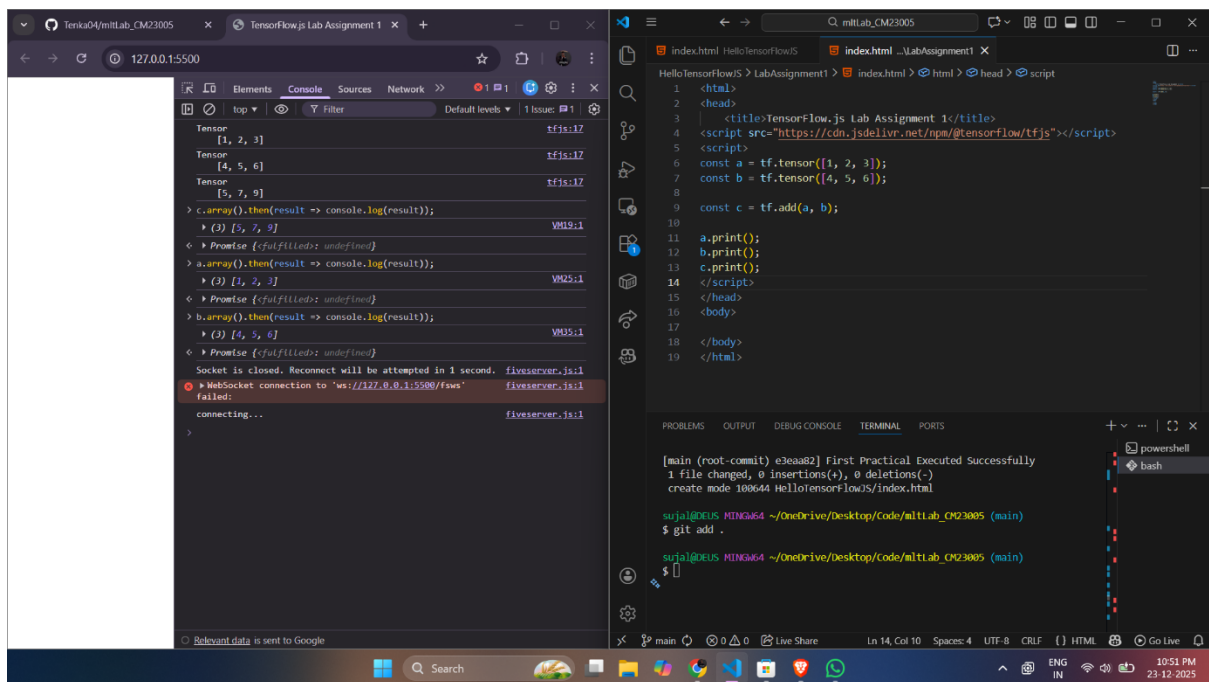 Tenka04/mltLab_CM23005
TensorFlow.js Lab Assignment 1
127.0.0.1:5500
Elements Console Sources Network
1 1
top Filter Default levels 1 Issue: 1
Tensor tfjs:17
[1, 2, 3]
Tensor tfjs:17
[4, 5, 6]
Tensor tfjs:17
[5, 7, 9]
> c.array().then(result => console.log(result));
(3) [5, 7, 9] VM19:1
Promise {<fulfilled>: undefined}
> a.array().then(result => console.log(result));
(3) [1, 2, 3] VM25:1
Promise {<fulfilled>: undefined}
> b.array().then(result => console.log(result));
(3) [4, 5, 6] VM35:1
Promise {<fulfilled>: undefined}
Socket is closed. Reconnect will be attempted in 1 second. fiveserver.js:1
WebSocket connection to 'ws://127.0.0.1:5500/fsws' fiveserver.js:1
failed:
connecting... fiveserver.js:1
>
Relevant data is sent to Google
mltLab_CM23005
index.html HelloTensorFlowJS index.html ...\LabAssignment1
HelloTensorFlowJS > LabAssignment1 > index.html > html > head > script
1 <html>
2 <head>
3 <title>TensorFlow.js Lab Assignment 1</title>
4 <script src="https://cdn.jsdelivr.net/npm/@tensorflow/tfjs"></script>
5 <script>
6 const a = tf.tensor([1, 2, 3]);
7 const b = tf.tensor([4, 5, 6]);
8
9 const c = tf.add(a, b);
10
11 a.print();
12 b.print();
13 c.print();
14 </script>
15 </head>
16 <body>
17
18 </body>
19 </html>
1
PROBLEMS OUTPUT DEBUG CONSOLE TERMINAL PORTS
powershell
bash
[main (root-commit) e3eaa82] First Practical Executed Successfully
1 file changed, 0 insertions(+), 0 deletions(-)
create mode 100644 HelloTensorFlowJS/index.html
sujal@DEUS MINGW64 ~/OneDrive/Desktop/Code/mltLab_CM23005 (main)
$ git add .
sujal@DEUS MINGW64 ~/OneDrive/Desktop/Code/mltLab_CM23005 (main)
$
main 0 0 Live Share Ln 14, Col 10 Spaces: 4 UTF-8 CRLF {} HTML Go Live
Search
ENG
IN
10:51 PM
23-12-2025